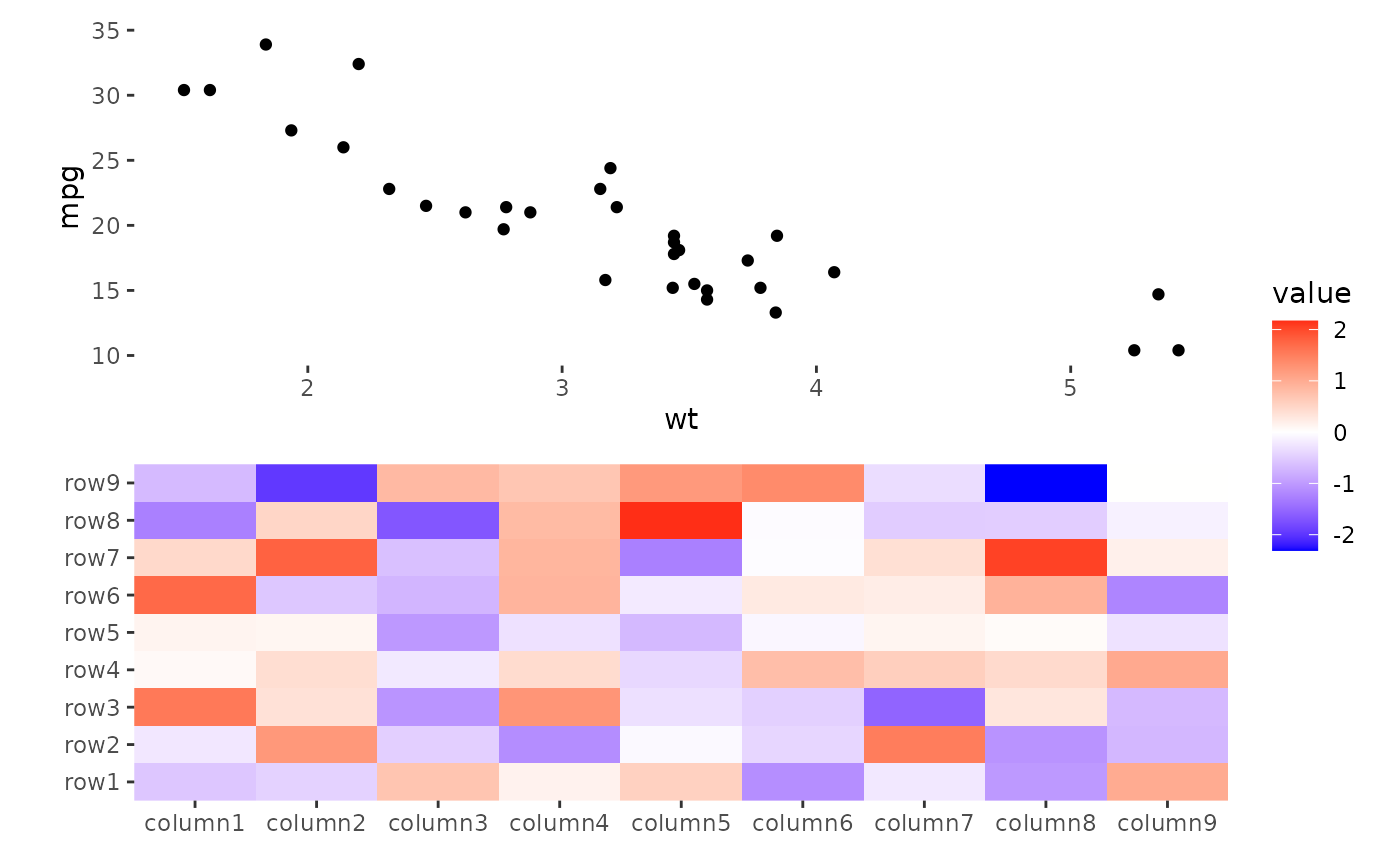 35
30
25
20
15
10
mpg
2 3 4 5
wt
value
2
1
0
-1
-2
row9
row8
row7
row6
row5
row4
row3
row2
row1
column1 column2 column3 column4 column5 column6 column7 column8 column9